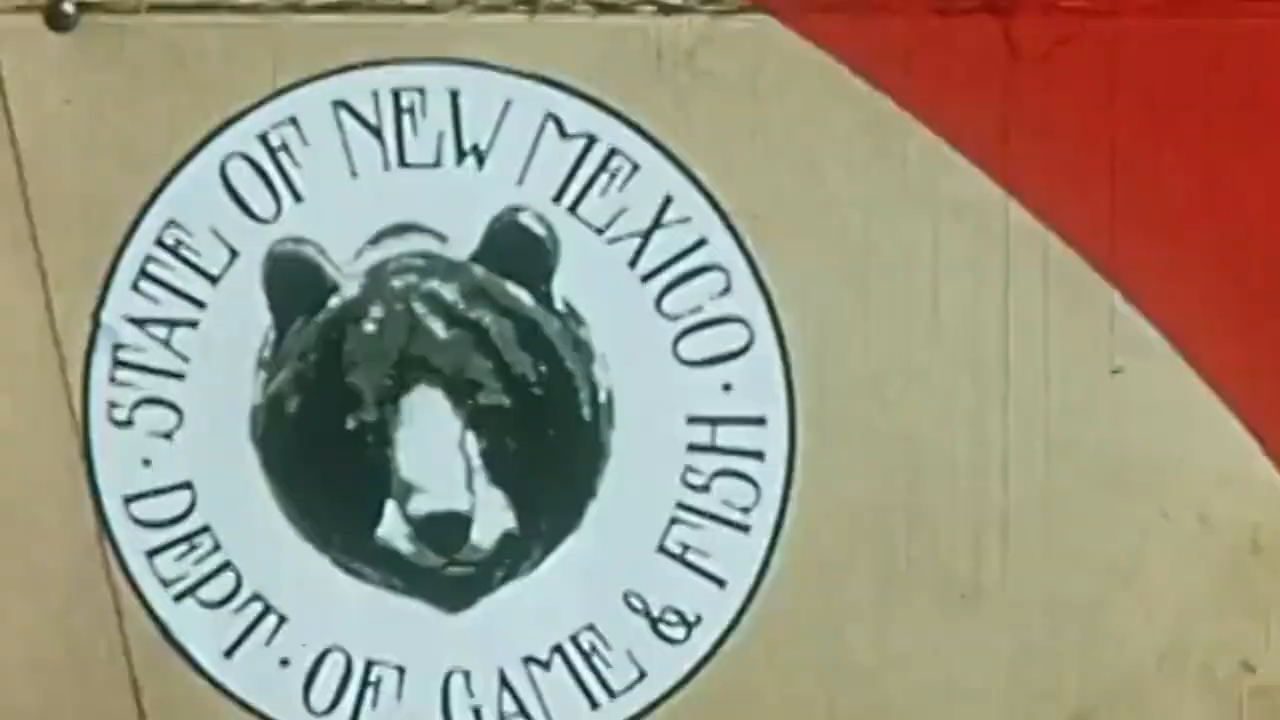 · STATE OF NEW MEXICO ·
DEPT. OF GAME & FISH